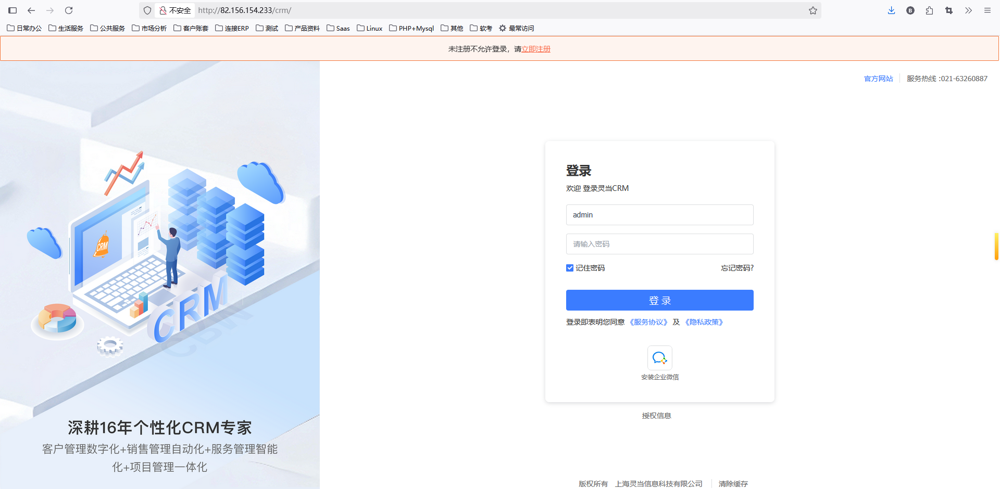 不安全 http://82.156.154.233/crm/
日常办公 生活服务 公共服务 市场分析 客户账套 连接ERP 测试 产品资料 Saas Linux PHP+Mysql 其他 软考 最常访问
未注册不允许登录，请立即注册
官方网站 服务热线 :021-63260887
登录
欢迎 登录灵当CRM
admin
请输入密码
记住密码 忘记密码?
登 录
登录即表明您同意 《服务协议》 及 《隐私政策》
安装企业微信
授权信息
CRM
CRM
深耕16年个性化CRM专家
客户管理数字化+销售管理自动化+服务管理智能
化+项目管理一体化
版权所有 上海灵当信息科技有限公司 清除缓存